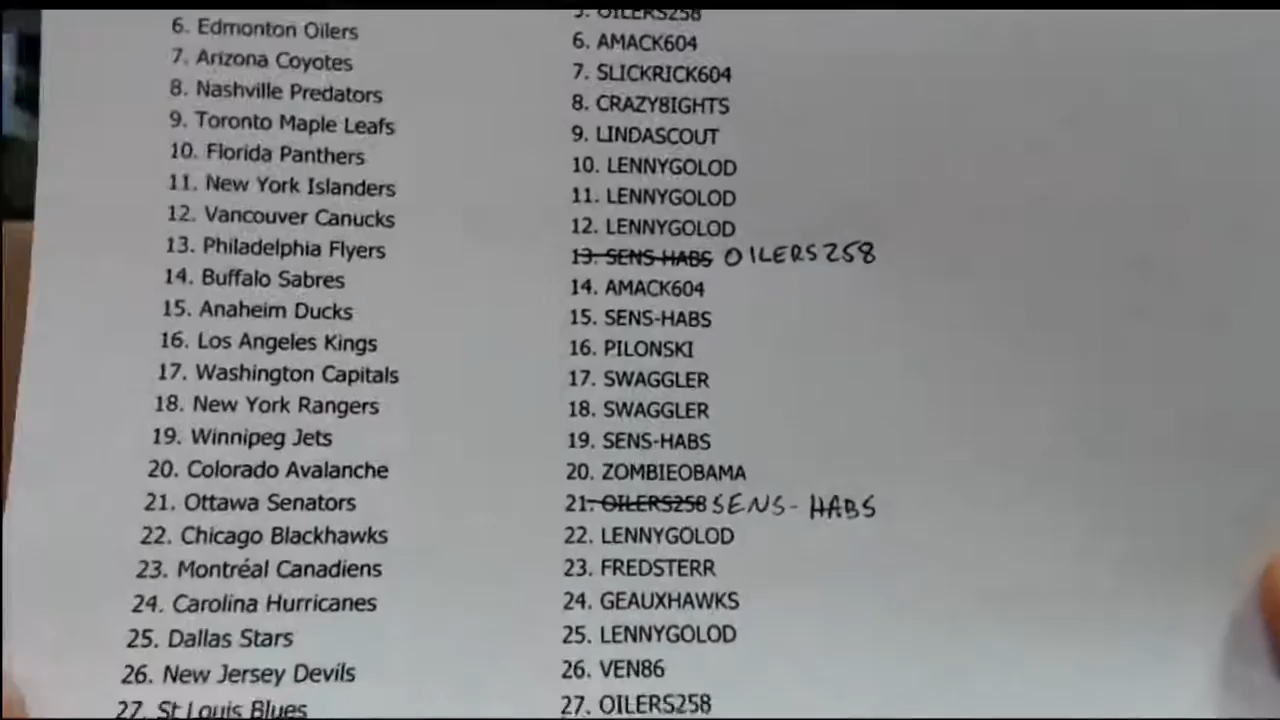 5. OILERS258
6. Edmonton Oilers 6. AMACK604
7. Arizona Coyotes 7. SLICKRICK604
8. Nashville Predators 8. CRAZY8IGHTS
9. Toronto Maple Leafs 9. LINDASCOUT
10. Florida Panthers 10. LENNYGOLOD
11. New York Islanders 11. LENNYGOLOD
12. Vancouver Canucks 12. LENNYGOLOD
13. Philadelphia Flyers 13. SENS-HABS OILERS258
14. Buffalo Sabres 14. AMACK604
15. Anaheim Ducks 15. SENS-HABS
16. Los Angeles Kings 16. PILONSKI
17. Washington Capitals 17. SWAGGLER
18. New York Rangers 18. SWAGGLER
19. Winnipeg Jets 19. SENS-HABS
20. Colorado Avalanche 20. ZOMBIEOBAMA
21. Ottawa Senators 21. OILERS258 SENS-HABS
22. Chicago Blackhawks 22. LENNYGOLOD
23. Montréal Canadiens 23. FREDSTERR
24. Carolina Hurricanes 24. GEAUXHAWKS
25. Dallas Stars 25. LENNYGOLOD
26. New Jersey Devils 26. VEN86
27. St Louis Blues 27. OILERS258